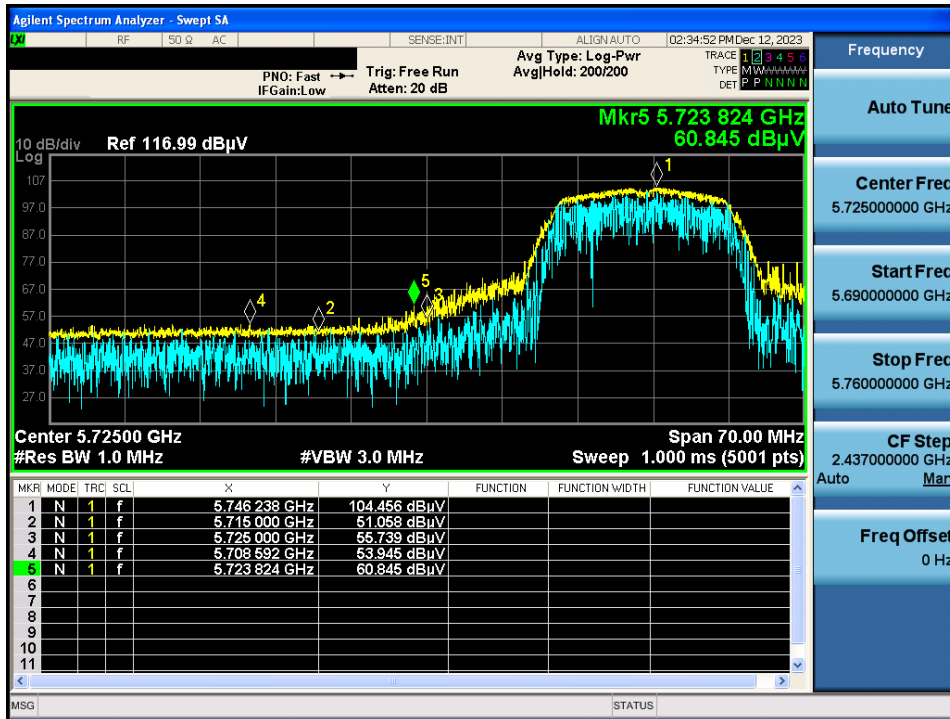 Agilent Spectrum Analyzer - Swept SA
LXI RF 50 Ω AC SENSE:INT ALIGN AUTO 02:34:52 PM Dec 12, 2023
PNO: Fast Trig: Free Run Avg Type: Log-Pwr TRACE 1 2 3 4 5 6
IFGain:Low Atten: 20 dB Avg|Hold: 200/200 TYPE M W
DET P P N N N N
Mkr5 5.723 824 GHz
60.845 dBµV
10 dB/div Ref 116.99 dBµV
Log
107
97.0
87.0
77.0
67.0
57.0
47.0
37.0
27.0
1
4
2
5
3
Center 5.72500 GHz Span 70.00 MHz
#Res BW 1.0 MHz #VBW 3.0 MHz Sweep 1.000 ms (5001 pts)
MKR MODE TRC SCL X Y FUNCTION FUNCTION WIDTH FUNCTION VALUE
1 N 1 f 5.746 238 GHz 104.456 dBµV
2 N 1 f 5.715 000 GHz 51.058 dBµV
3 N 1 f 5.725 000 GHz 55.739 dBµV
4 N 1 f 5.708 592 GHz 53.945 dBµV
5 N 1 f 5.723 824 GHz 60.845 dBµV
6
7
8
9
10
11
MSG STATUS
Frequency
Auto Tune
Center Freq
5.725000000 GHz
Start Freq
5.690000000 GHz
Stop Freq
5.760000000 GHz
CF Step
2.437000000 GHz
Auto Man
Freq Offset
0 Hz